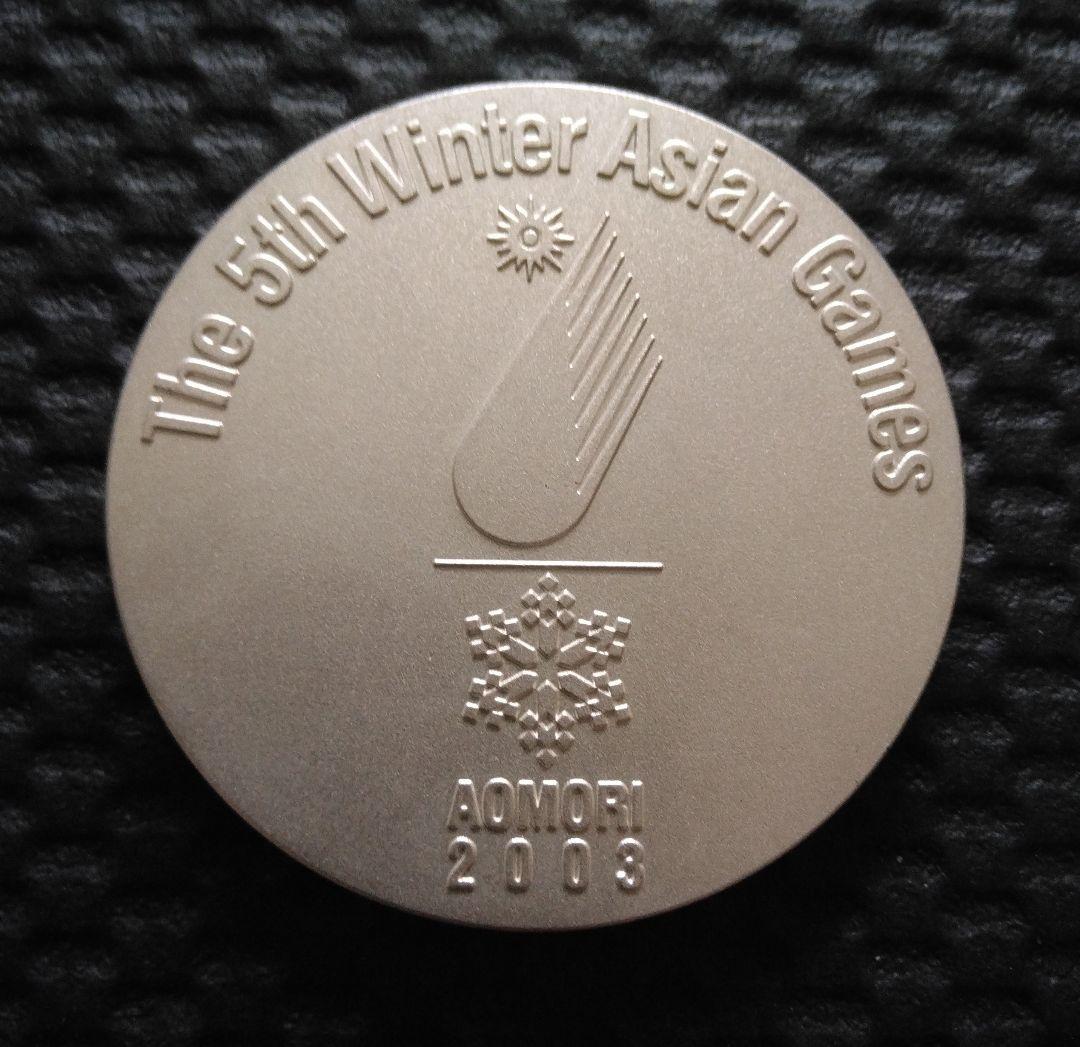 The 5th Winter Asian Games
AOMORI
2003